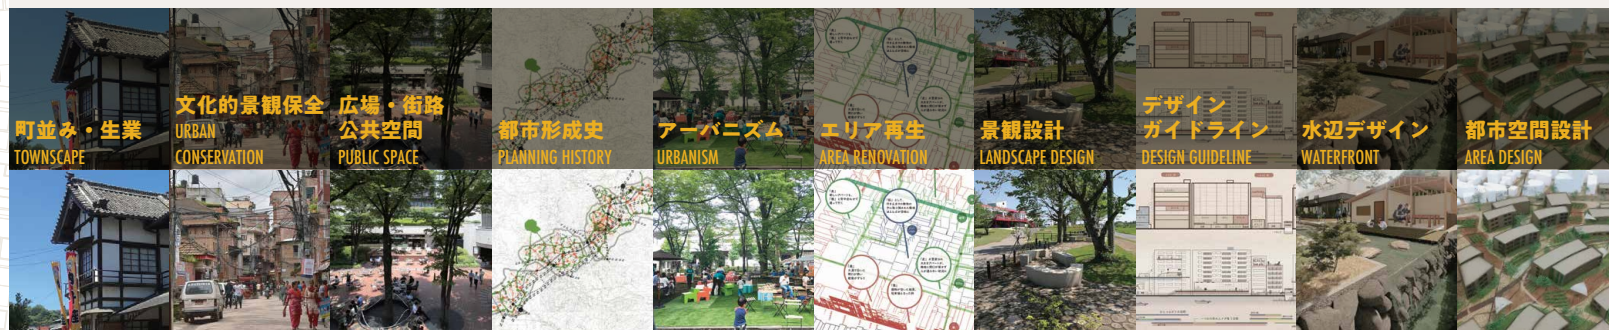 町並み・生業
TOWNSCAPE
文化的景観保全
URBAN
CONSERVATION
広場・街路
公共空間
PUBLIC SPACE
都市形成史
PLANNING HISTORY
アーバニズム
URBANISM
エリア再生
AREA RENOVATION
景観設計
LANDSCAPE DESIGN
デザイン
ガイドライン
DESIGN GUIDELINE
水辺デザイン
WATERFRONT
都市空間設計
AREA DESIGN